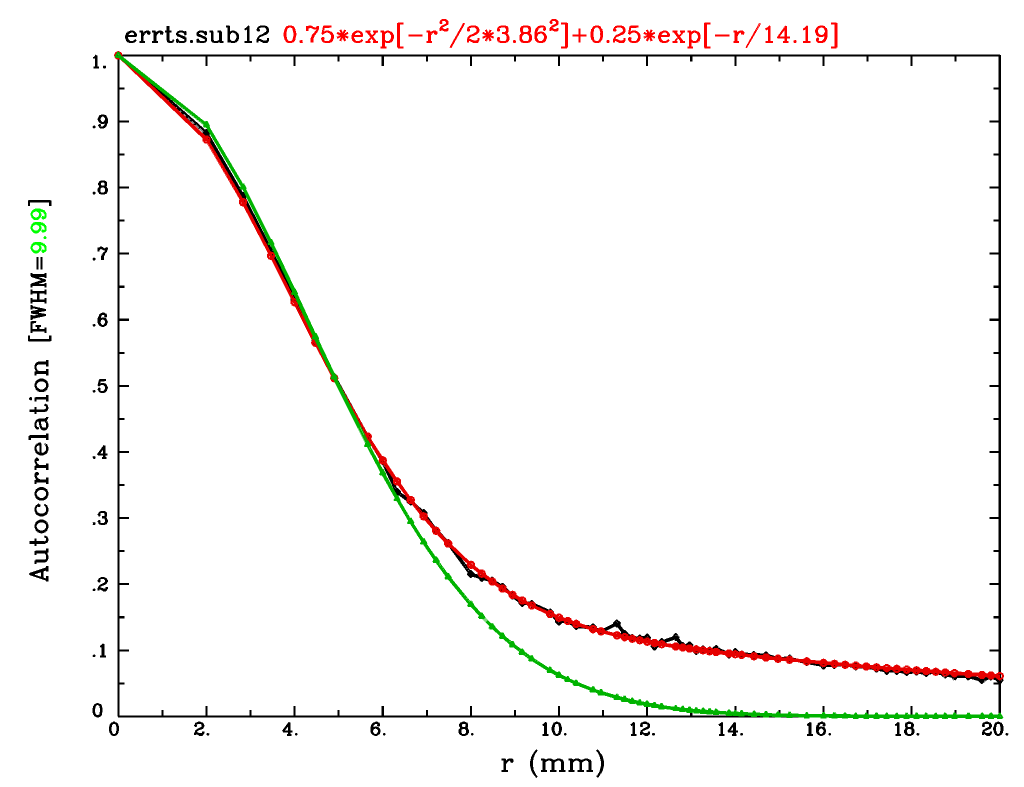 errts.sub12 0.75*exp[-r²/2*3.86²]+0.25*exp[-r/14.19]
1.
.9
.8
.7
.6
.5
.4
.3
.2
.1
0
Autocorrelation [FWHM=9.99]
0 2. 4. 6. 8. 10. 12. 14. 16. 18. 20.
r (mm)